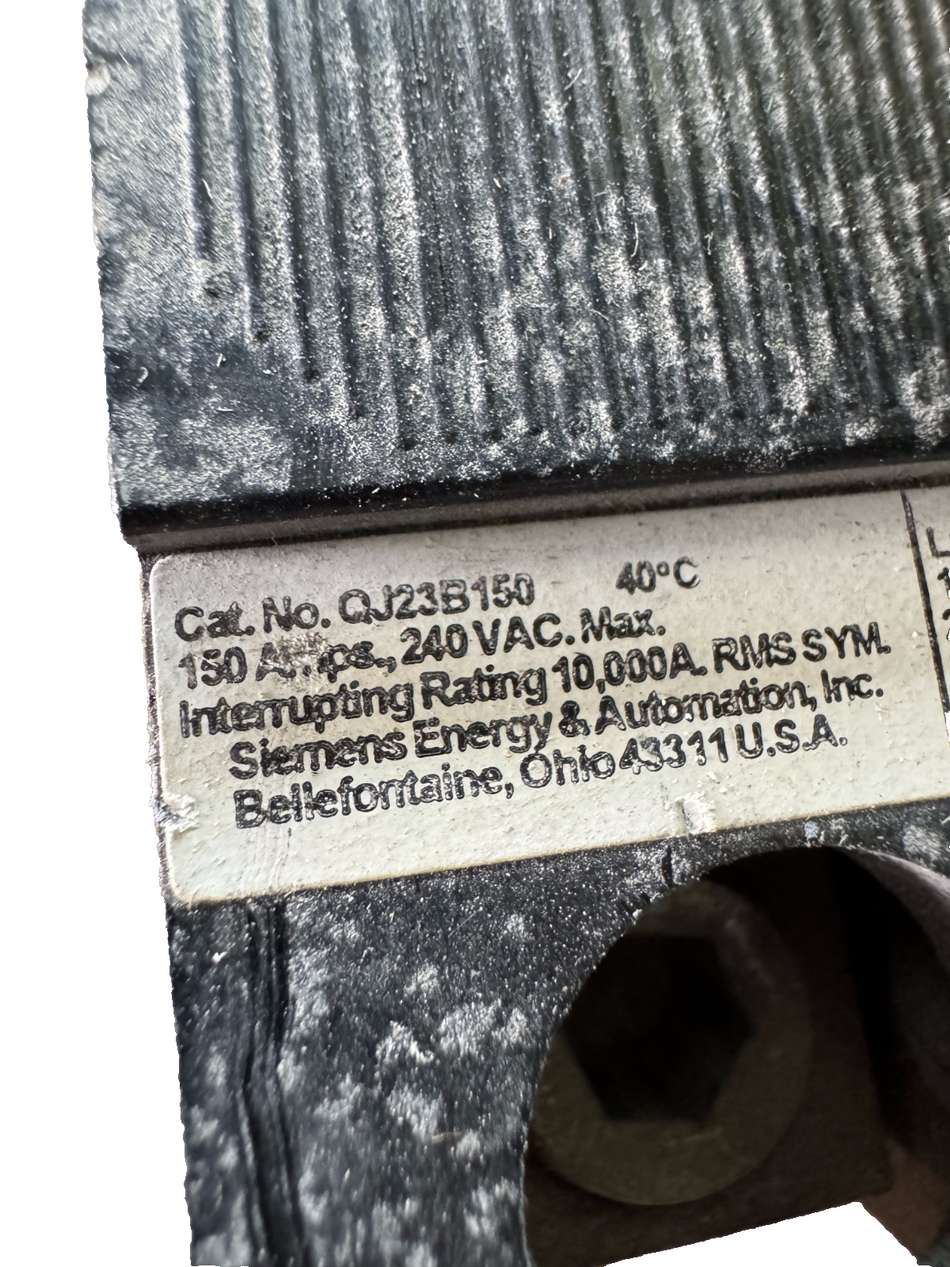 Cat. No. QJ23B150 40°C
150 Amps., 240 VAC. Max.
Interrupting Rating 10,000A. RMS SYM.
Siemens Energy & Automation, Inc.
Bellefontaine, Ohio 43311 U.S.A.